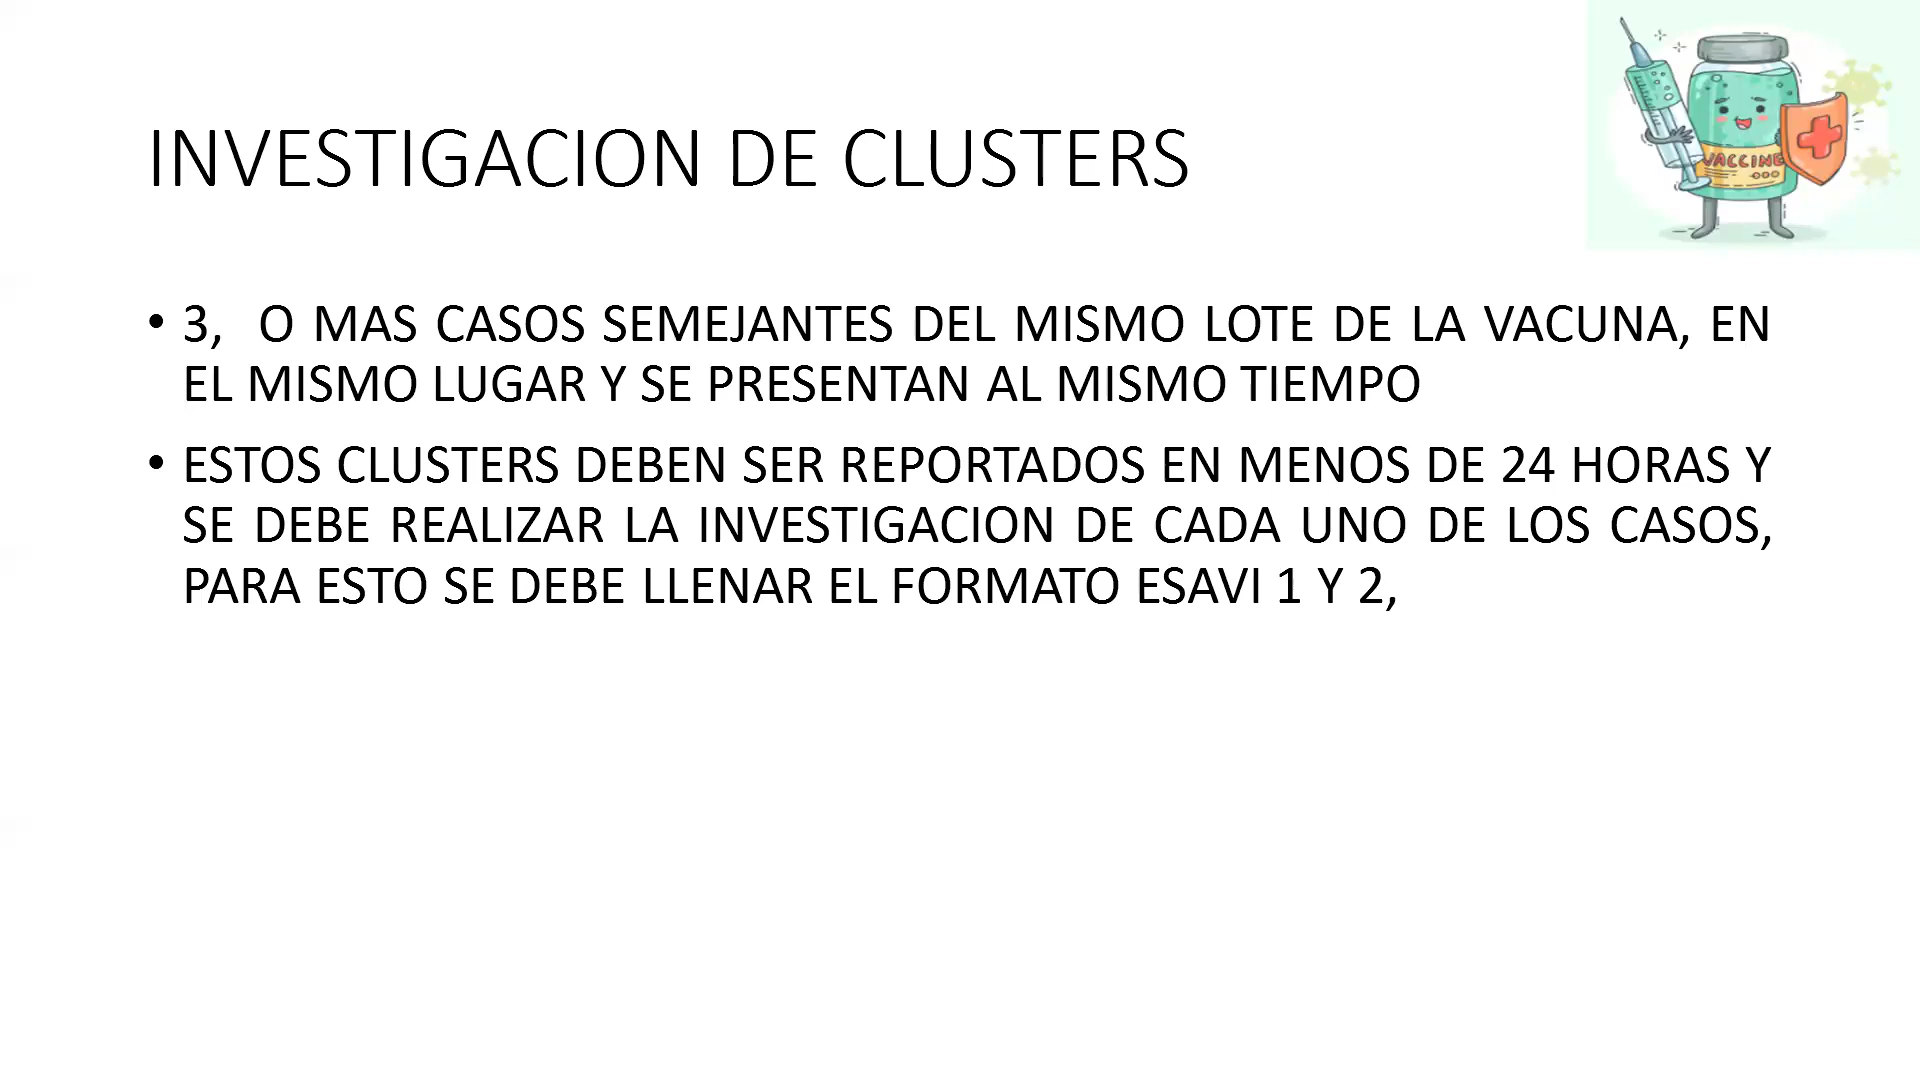 INVESTIGACION DE CLUSTERS
VACCINE
• 3, O MAS CASOS SEMEJANTES DEL MISMO LOTE DE LA VACUNA, EN
EL MISMO LUGAR Y SE PRESENTAN AL MISMO TIEMPO
• ESTOS CLUSTERS DEBEN SER REPORTADOS EN MENOS DE 24 HORAS Y
SE DEBE REALIZAR LA INVESTIGACION DE CADA UNO DE LOS CASOS,
PARA ESTO SE DEBE LLENAR EL FORMATO ESAVI 1 Y 2,